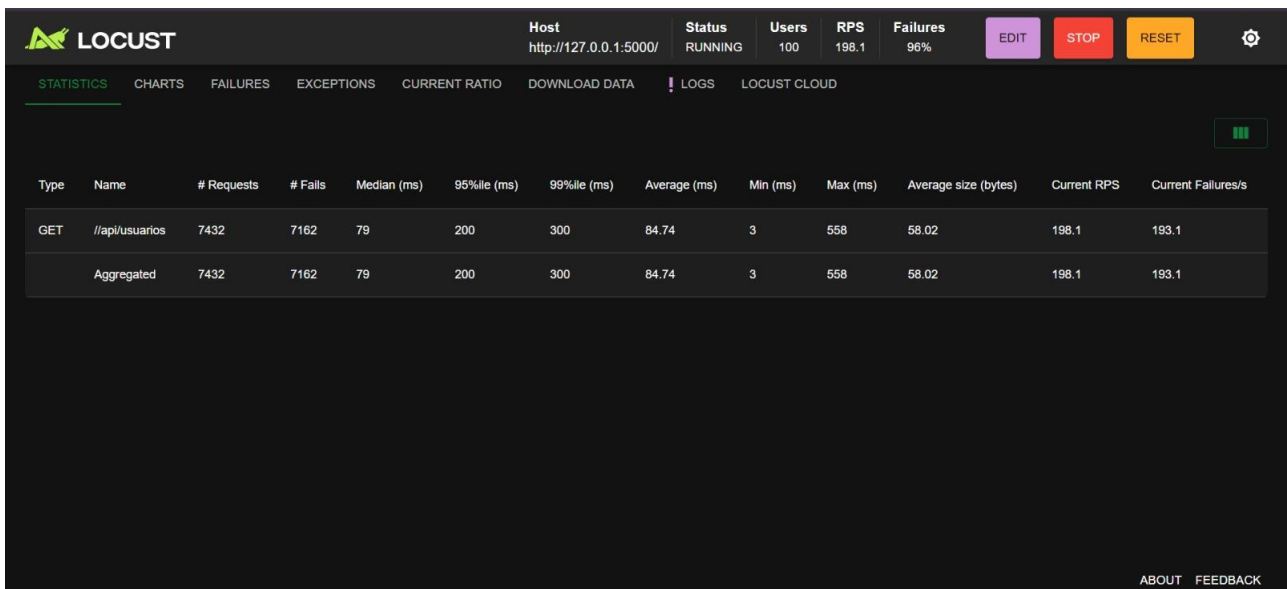 LOCUST
Host
http://127.0.0.1:5000/
Status
RUNNING
Users
100
RPS
198.1
Failures
96%
EDIT
STOP
RESET
STATISTICS CHARTS FAILURES EXCEPTIONS CURRENT RATIO DOWNLOAD DATA ! LOGS LOCUST CLOUD
Type Name # Requests # Fails Median (ms) 95%ile (ms) 99%ile (ms) Average (ms) Min (ms) Max (ms) Average size (bytes) Current RPS Current Failures/s
GET //api/usuarios 7432 7162 79 200 300 84.74 3 558 58.02 198.1 193.1
Aggregated 7432 7162 79 200 300 84.74 3 558 58.02 198.1 193.1
ABOUT FEEDBACK